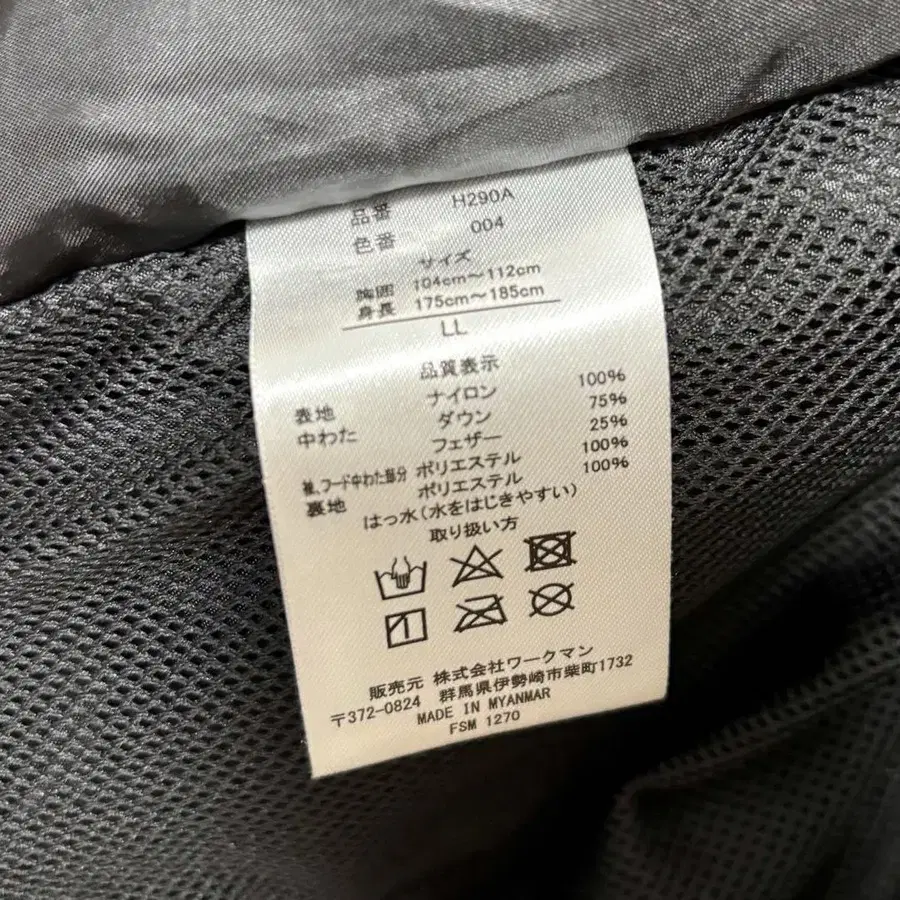 品番 H290A
色番 004
サイズ
胸囲 104cm～112cm
身長 175cm～185cm
LL
品質表示
表地 ナイロン 100%
中わた ダウン 75%
フェザー 25%
袖、フード中わた部分 ポリエステル 100%
裏地 ポリエステル 100%
はっ水(水をはじきやすい)
取り扱い方
販売元 株式会社ワークマン
〒372-0824 群馬県伊勢崎市柴町1732
MADE IN MYANMAR
FSM 1270